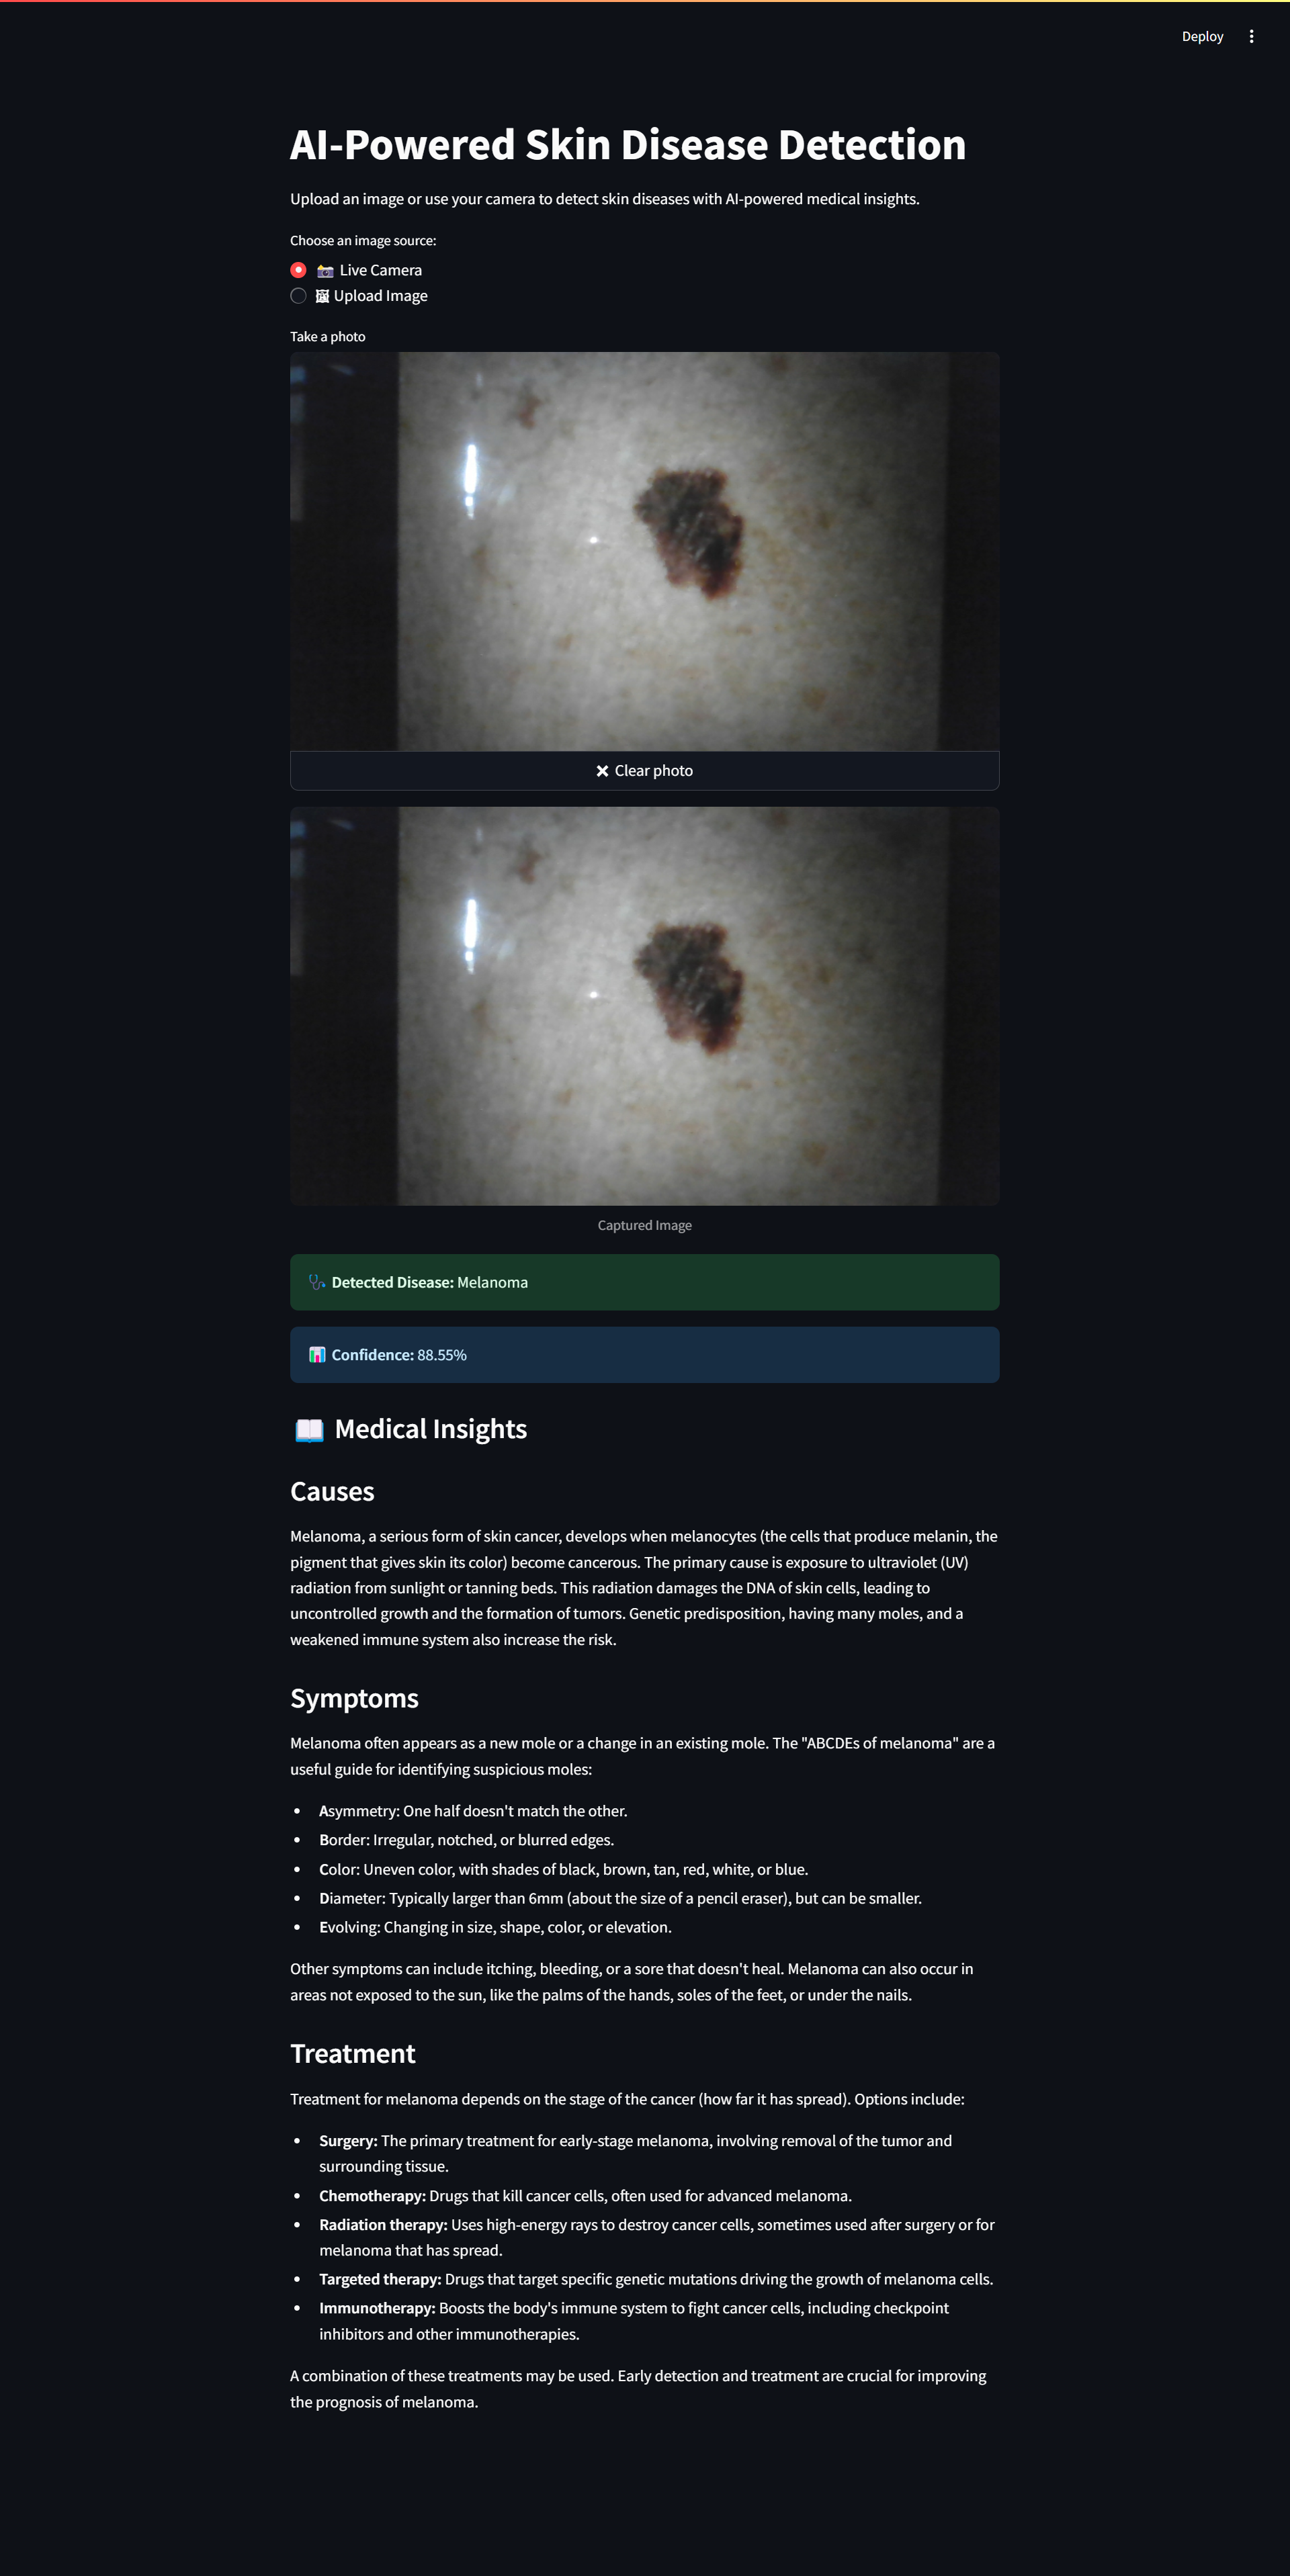 Deploy
AI-Powered Skin Disease Detection
Upload an image or use your camera to detect skin diseases with AI-powered medical insights.
Choose an image source:
Live Camera
Upload Image
Take a photo
Clear photo
Captured Image
Detected Disease: Melanoma
Confidence: 88.55%
Medical Insights
Causes
Melanoma, a serious form of skin cancer, develops when melanocytes (the cells that produce melanin, the
pigment that gives skin its color) become cancerous. The primary cause is exposure to ultraviolet (UV)
radiation from sunlight or tanning beds. This radiation damages the DNA of skin cells, leading to
uncontrolled growth and the formation of tumors. Genetic predisposition, having many moles, and a
weakened immune system also increase the risk.
Symptoms
Melanoma often appears as a new mole or a change in an existing mole. The "ABCDEs of melanoma" are a
useful guide for identifying suspicious moles:
• Asymmetry: One half doesn't match the other.
• Border: Irregular, notched, or blurred edges.
• Color: Uneven color, with shades of black, brown, tan, red, white, or blue.
• Diameter: Typically larger than 6mm (about the size of a pencil eraser), but can be smaller.
• Evolving: Changing in size, shape, color, or elevation.
Other symptoms can include itching, bleeding, or a sore that doesn't heal. Melanoma can also occur in
areas not exposed to the sun, like the palms of the hands, soles of the feet, or under the nails.
Treatment
Treatment for melanoma depends on the stage of the cancer (how far it has spread). Options include:
• Surgery: The primary treatment for early-stage melanoma, involving removal of the tumor and
surrounding tissue.
• Chemotherapy: Drugs that kill cancer cells, often used for advanced melanoma.
• Radiation therapy: Uses high-energy rays to destroy cancer cells, sometimes used after surgery or for
melanoma that has spread.
• Targeted therapy: Drugs that target specific genetic mutations driving the growth of melanoma cells.
• Immunotherapy: Boosts the body's immune system to fight cancer cells, including checkpoint
inhibitors and other immunotherapies.
A combination of these treatments may be used. Early detection and treatment are crucial for improving
the prognosis of melanoma.